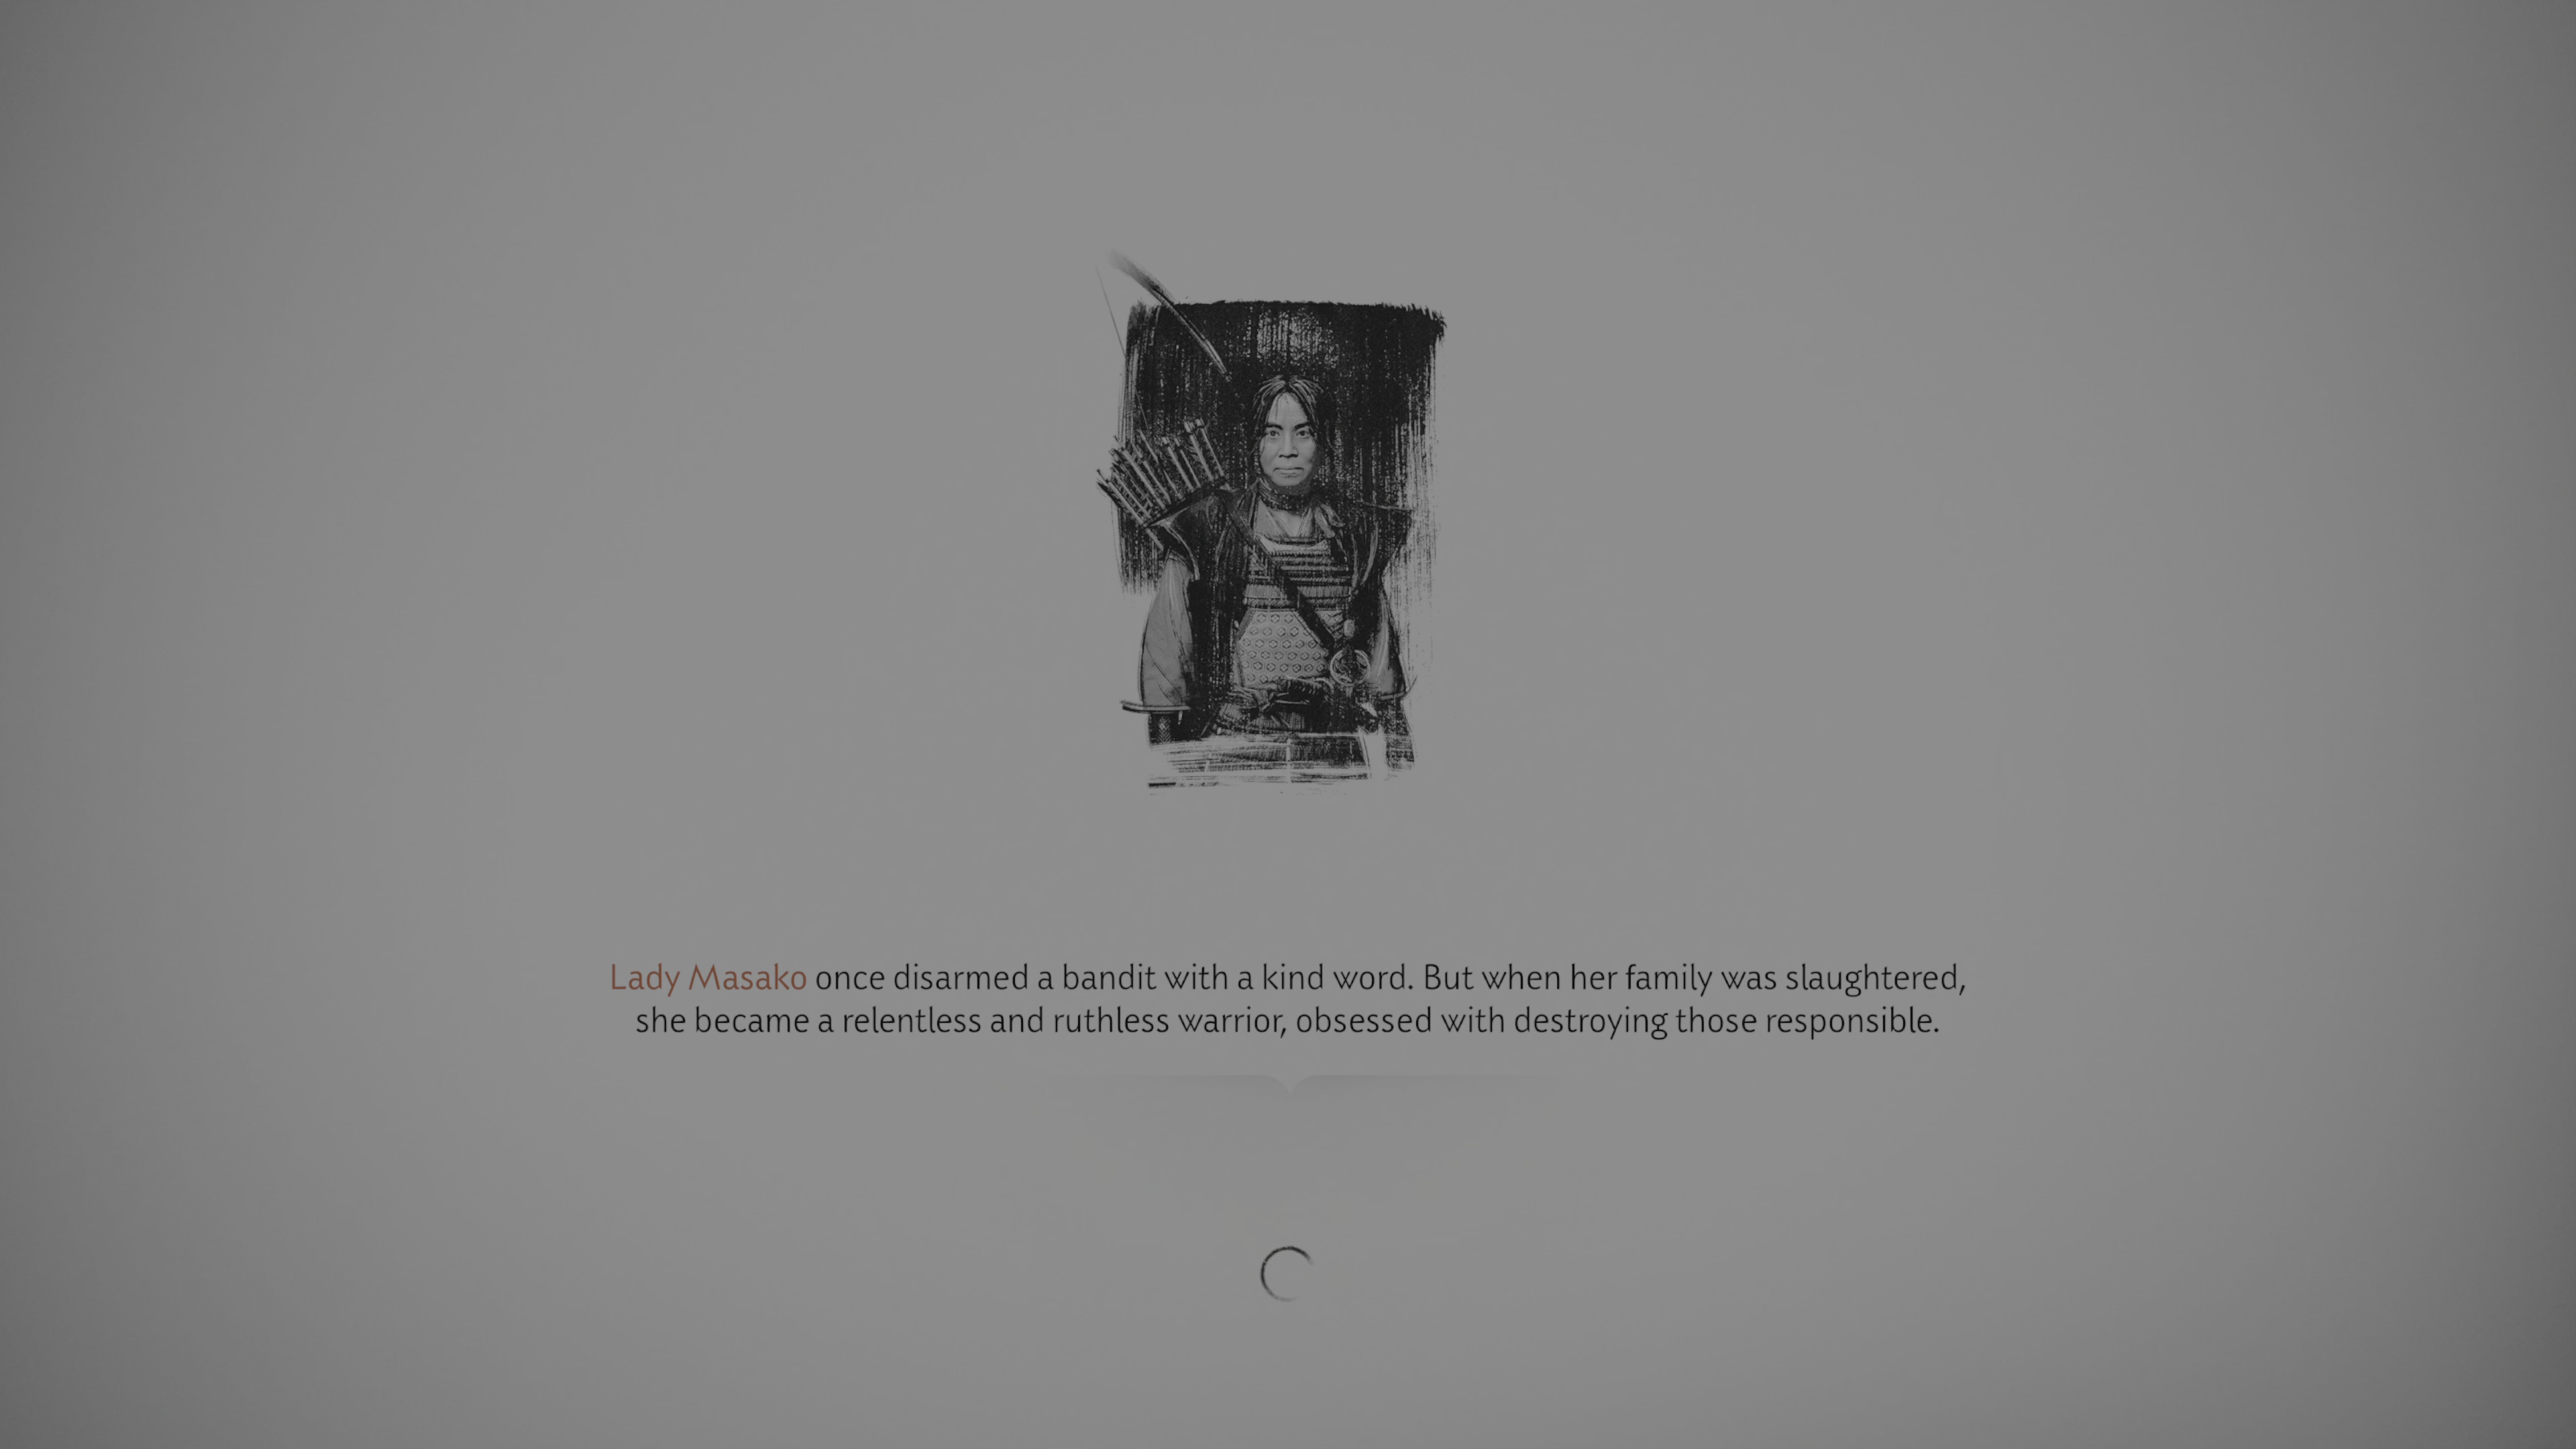 Lady Masako once disarmed a bandit with a kind word. But when her family was slaughtered,
she became a relentless and ruthless warrior, obsessed with destroying those responsible.